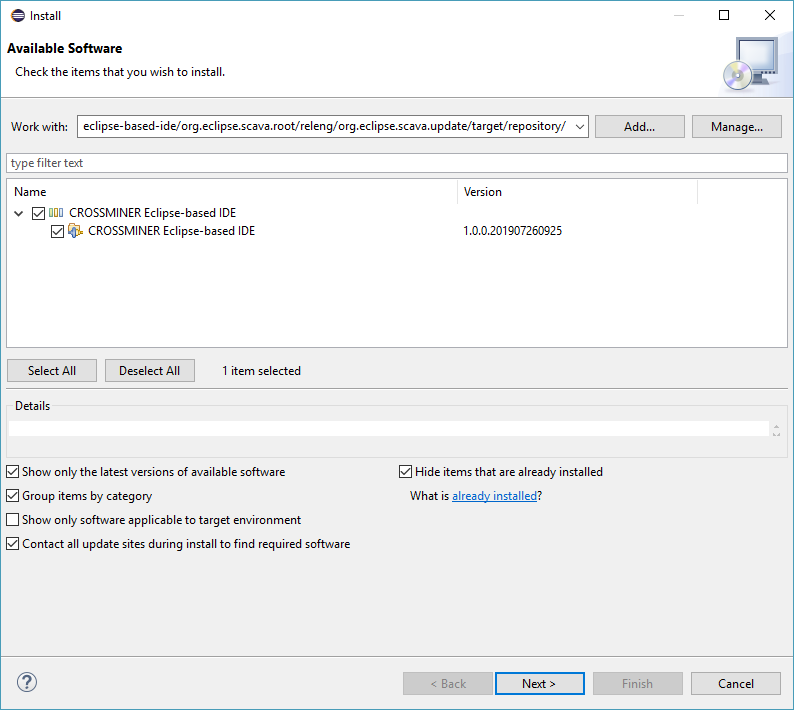 Install
Available Software
Check the items that you wish to install.
Work with: eclipse-based-ide/org.eclipse.scava.root/releng/org.eclipse.scava.update/target/repository/ Add... Manage...
type filter text
Name Version
CROSSMINER Eclipse-based IDE
CROSSMINER Eclipse-based IDE 1.0.0.201907260925
Select All Deselect All 1 item selected
Details
Show only the latest versions of available software Hide items that are already installed
Group items by category What is already installed?
Show only software applicable to target environment
Contact all update sites during install to find required software
? < Back Next > Finish Cancel